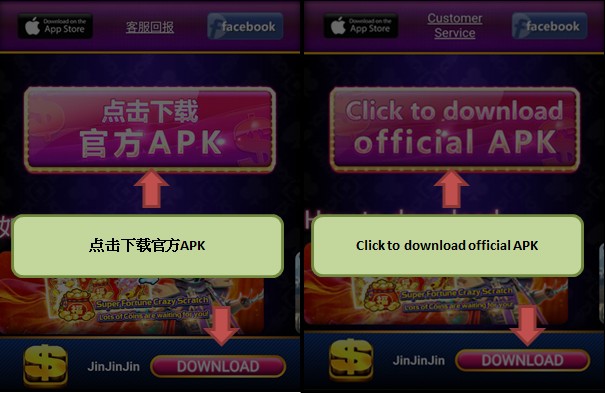 Download on the
App Store
客服回报
facebook
点击下载
官方APK
点击下载官方APK
Super Fortune Crazy Scratch
Lots of Coins are waiting for you!
JinJinJin
DOWNLOAD
Download on the
App Store
Customer
Service
facebook
Click to download
official APK
Click to download official APK
Super Fortune Crazy Scratch
Lots of Coins are waiting for you!
JinJinJin
DOWNLOAD